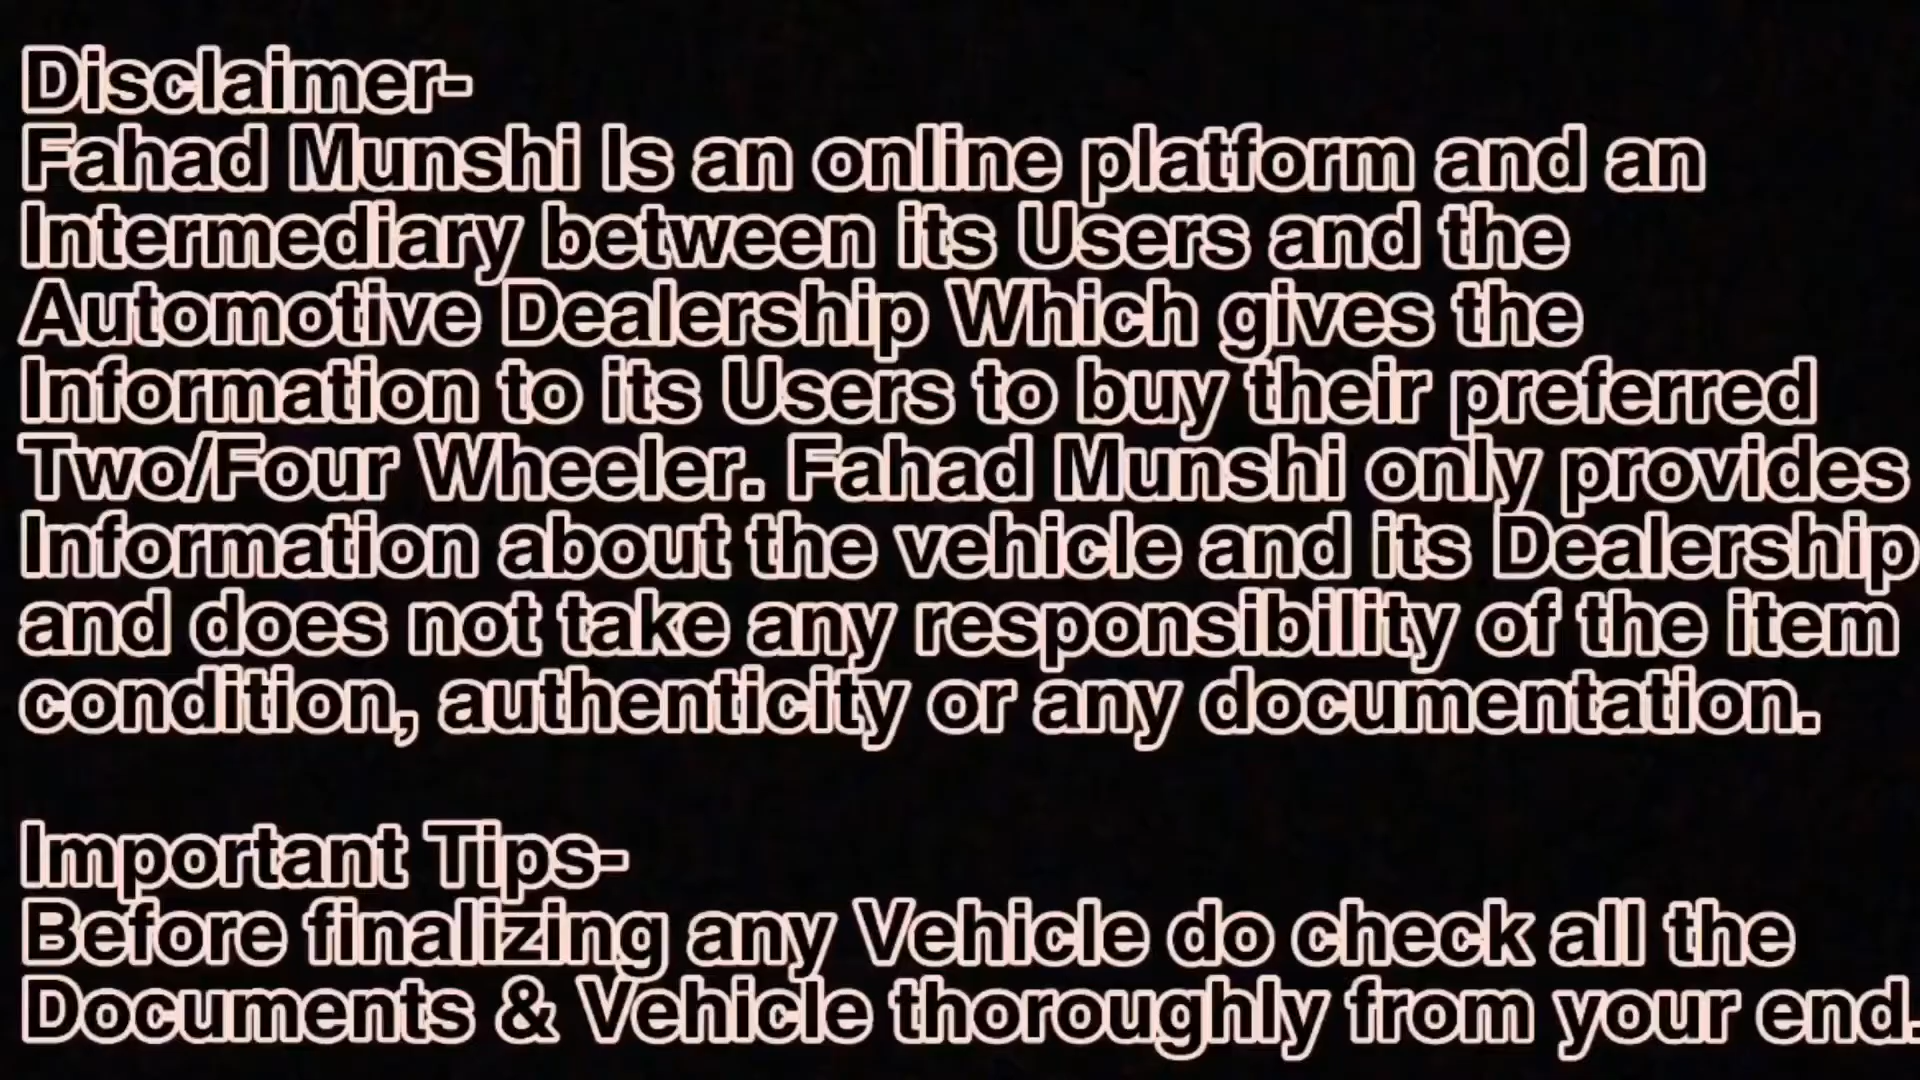 Disclaimer-
Fahad Munshi Is an online platform and an
Intermediary between its Users and the
Automotive Dealership Which gives the
Information to its Users to buy their preferred
Two/Four Wheeler. Fahad Munshi only provides
Information about the vehicle and its Dealership
and does not take any responsibility of the item
condition, authenticity or any documentation.
Important Tips-
Before finalizing any Vehicle do check all the
Documents & Vehicle thoroughly from your end.